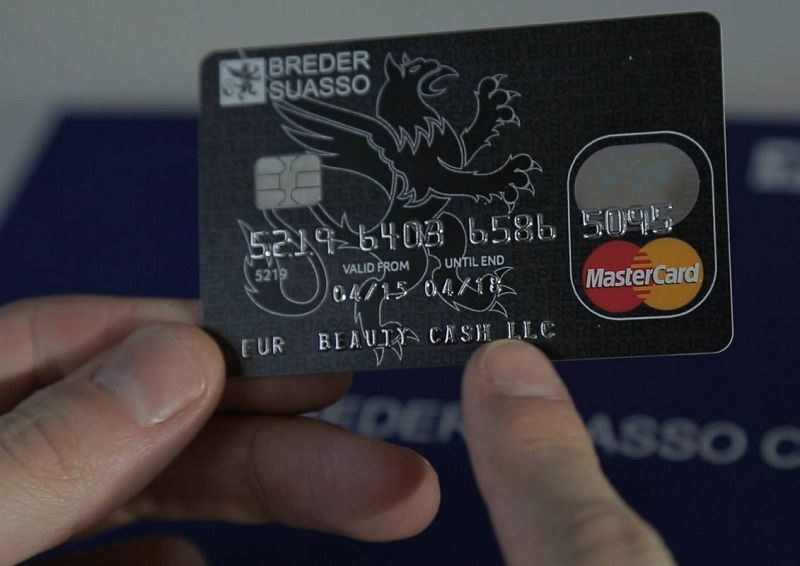 BREDER
SUASSO
5219 6403 6586 5095
5219
VALID FROM
UNTIL END
04/15 04/18
EUR BEAUTY CASH LLC
MasterCard